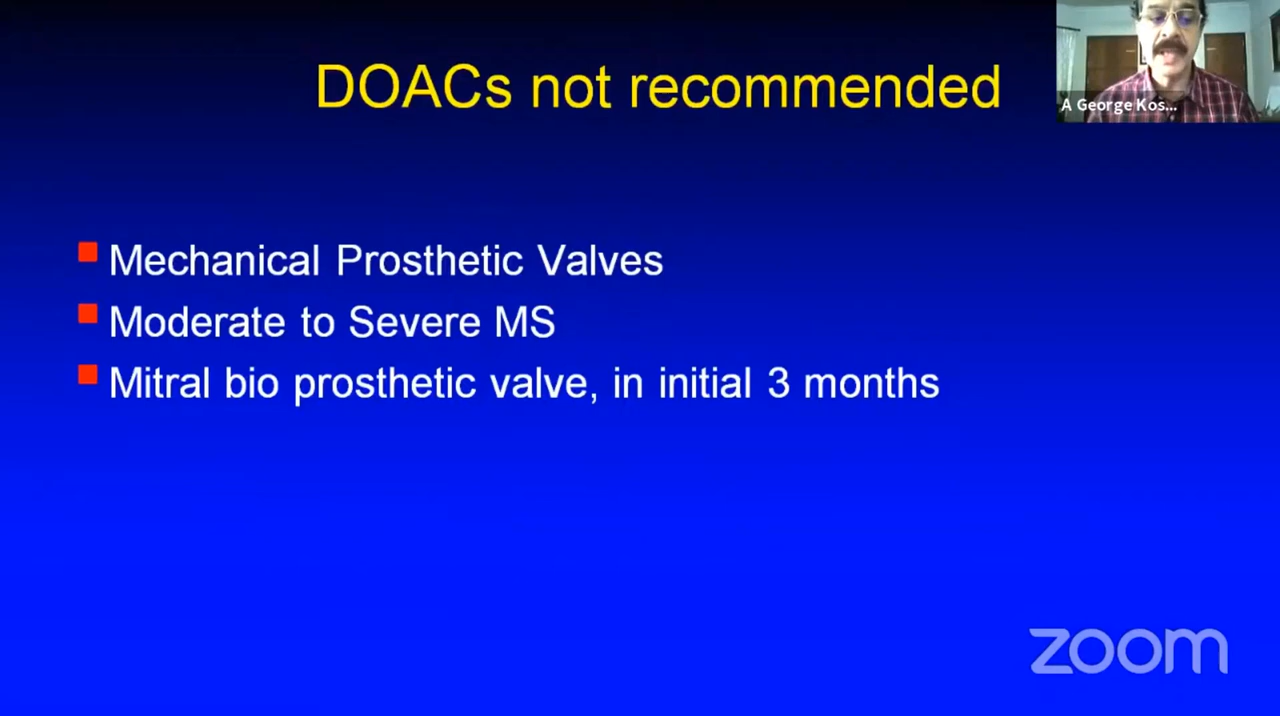 DOACs not recommended
A George Kos...
Mechanical Prosthetic Valves
Moderate to Severe MS
Mitral bio prosthetic valve, in initial 3 months
zoom